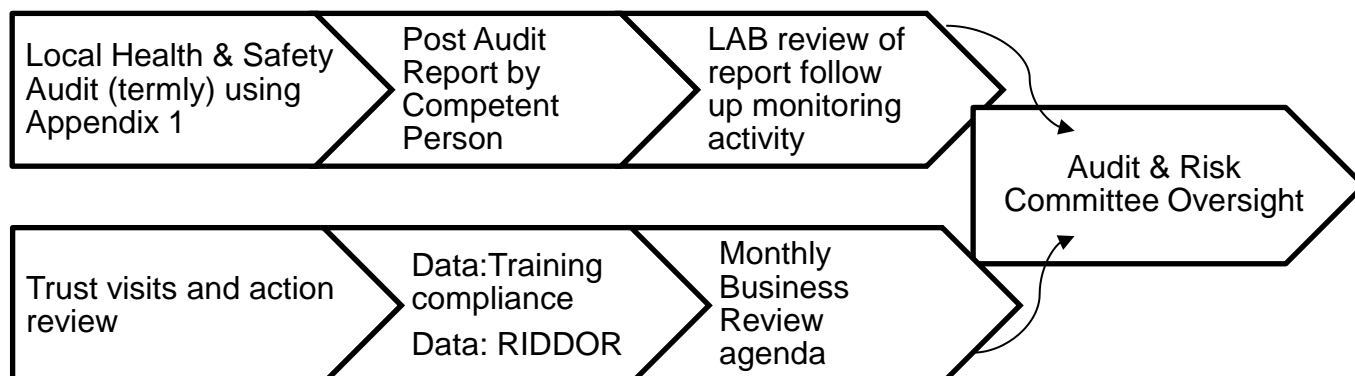 Local Health & Safety
Audit (termly) using
Appendix 1
Post Audit
Report by
Competent
Person
LAB review of
report follow
up monitoring
activity
Audit & Risk
Committee Oversight
Trust visits and action
review
Data:Training
compliance
Data: RIDDOR
Monthly
Business
Review
agenda